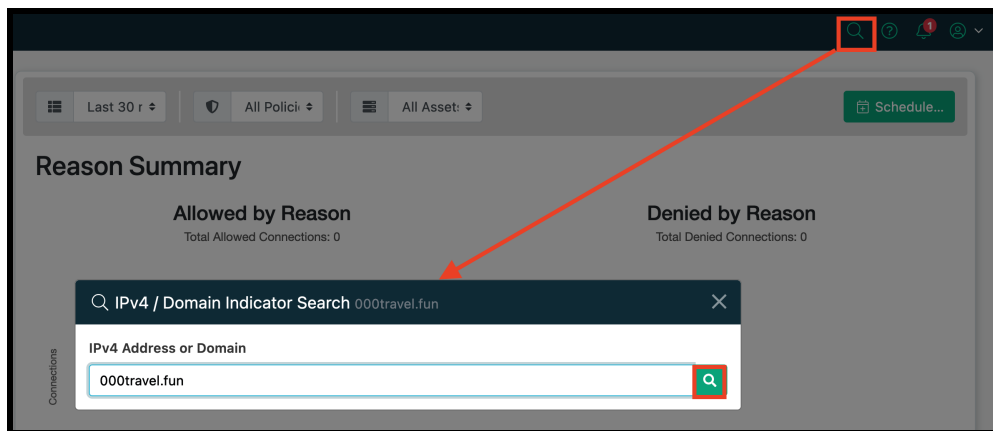 1
Last 30 r
All Polici
All Asset
Schedule...
Reason Summary
Allowed by Reason
Total Allowed Connections: 0
Denied by Reason
Total Denied Connections: 0
IPv4 / Domain Indicator Search 000travel.fun
IPv4 Address or Domain
000travel.fun
Connections